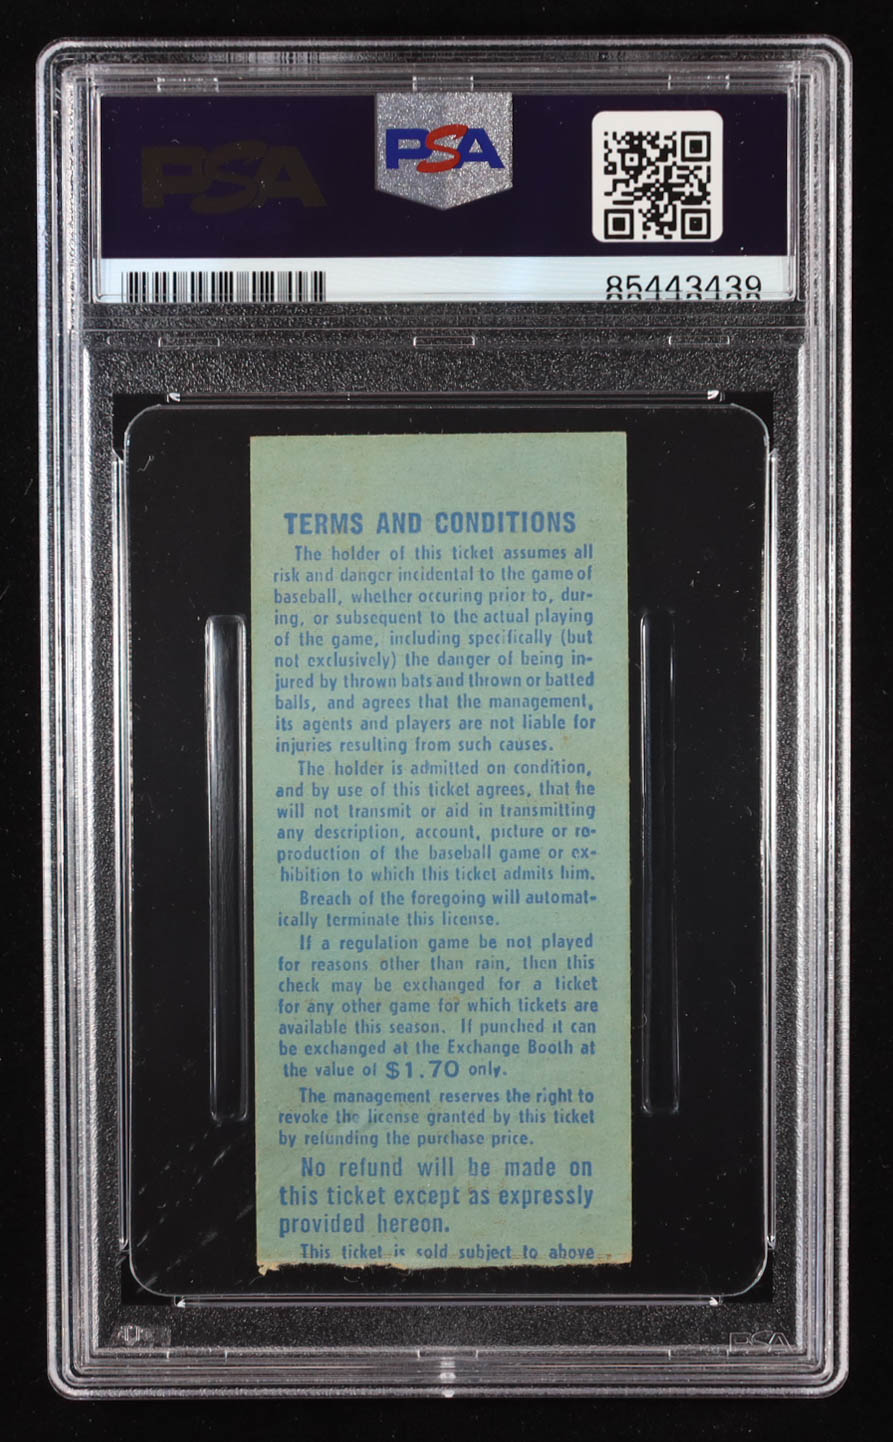 PSA
PSA
85443439
TERMS AND CONDITIONS
The holder of this ticket assumes all
risk and danger incidental to the game of
baseball, whether occuring prior to, dur-
ing, or subsequent to the actual playing
of the game, including specifically (but
not exclusively) the danger of being in-
jured by thrown bats and thrown or batted
balls, and agrees that the management,
its agents and players are not liable for
injuries resulting from such causes.
The holder is admitted on condition,
and by use of this ticket agrees, that he
will not transmit or aid in transmitting
any description, account, picture or re-
production of the baseball game or ex-
hibition to which this ticket admits him.
Breach of the foregoing will automat-
ically terminate this license.
If a regulation game be not played
for reasons other than rain, then this
check may be exchanged for a ticket
for any other game for which tickets are
available this season. If punched it can
be exchanged at the Exchange Booth at
the value of $1.70 only.
The management reserves the right to
revoke the license granted by this ticket
by refunding the purchase price.
No refund will be made on
this ticket except as expressly
provided hereon.
This ticket is sold subject to above
PSA